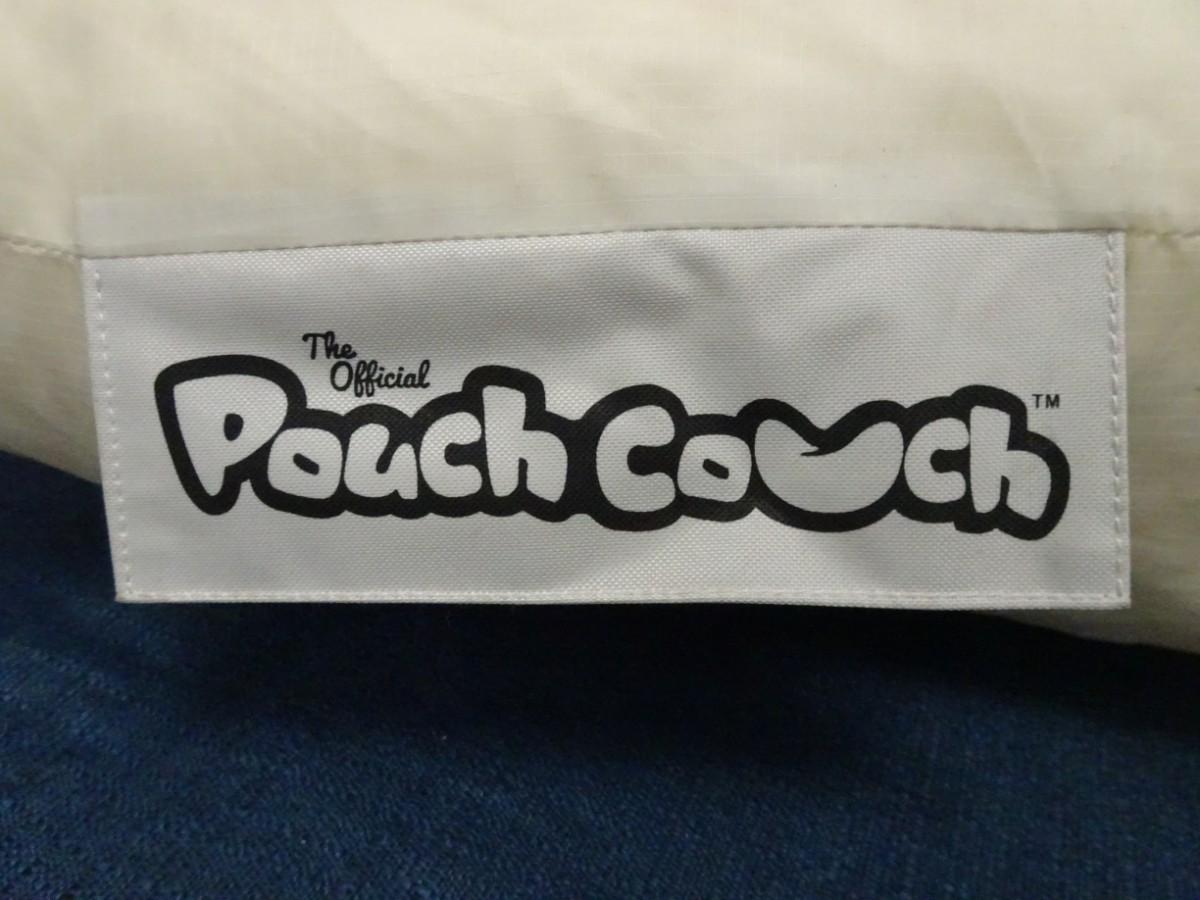 The
Official
Pouch Couch™